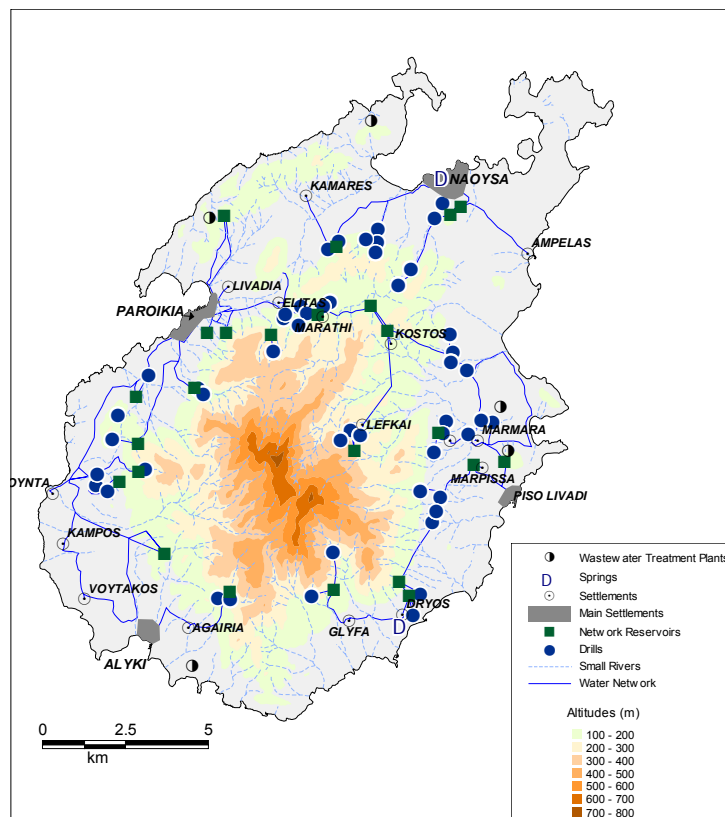 D NAOYSA
KAMARES
AMPELAS
LIVADIA
ELITAS
PAROIKIA
MARATHI
KOSTOS
LEFKAI
MARMARA
MARPISSA
OYNTA
PISO LIVADI
KAMPOS
VOYTAKOS
DRYOS
AGAIRIA
GLYFA
D
ALYKI
0 2.5 5
km
Wastewater Treatment Plants
D Springs
Settlements
Main Settlements
Network Reservoirs
Drills
Small Rivers
Water Network
Altitudes (m)
100 - 200
200 - 300
300 - 400
400 - 500
500 - 600
600 - 700
700 - 800